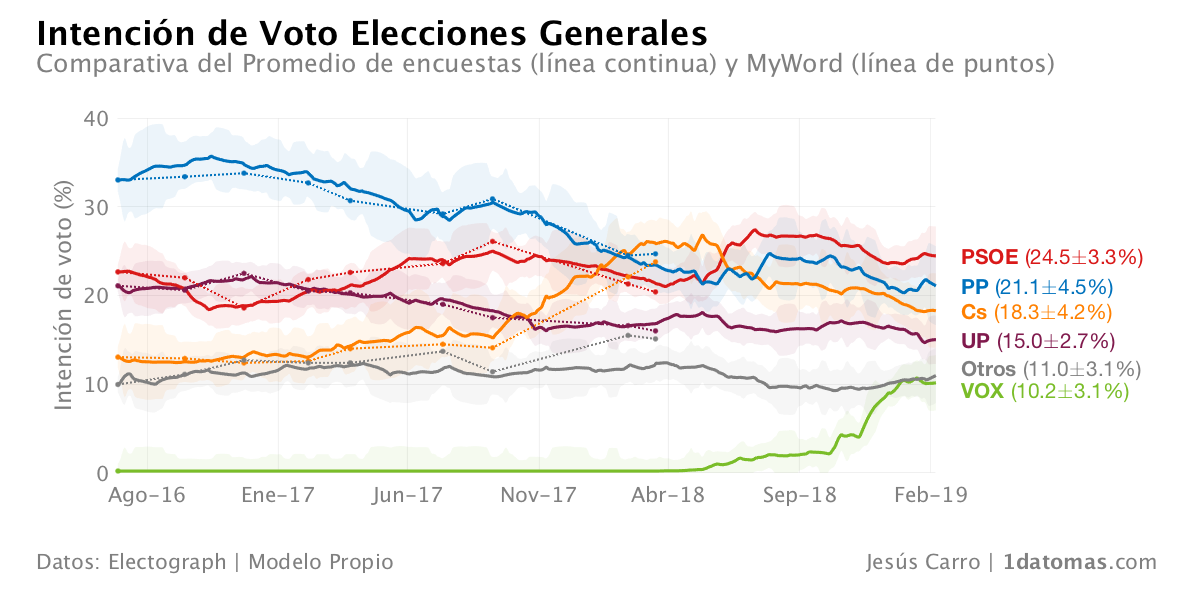 Intención de Voto Elecciones Generales
Comparativa del Promedio de encuestas (línea continua) y MyWord (línea de puntos)
Intención de voto (%)
40
30
20
10
0
PSOE (24.5±3.3%)
PP (21.1±4.5%)
Cs (18.3±4.2%)
UP (15.0±2.7%)
Otros (11.0±3.1%)
VOX (10.2±3.1%)
Ago-16 Ene-17 Jun-17 Nov-17 Abr-18 Sep-18 Feb-19
Datos: Electograph | Modelo Propio
Jesús Carro | 1datomas.com